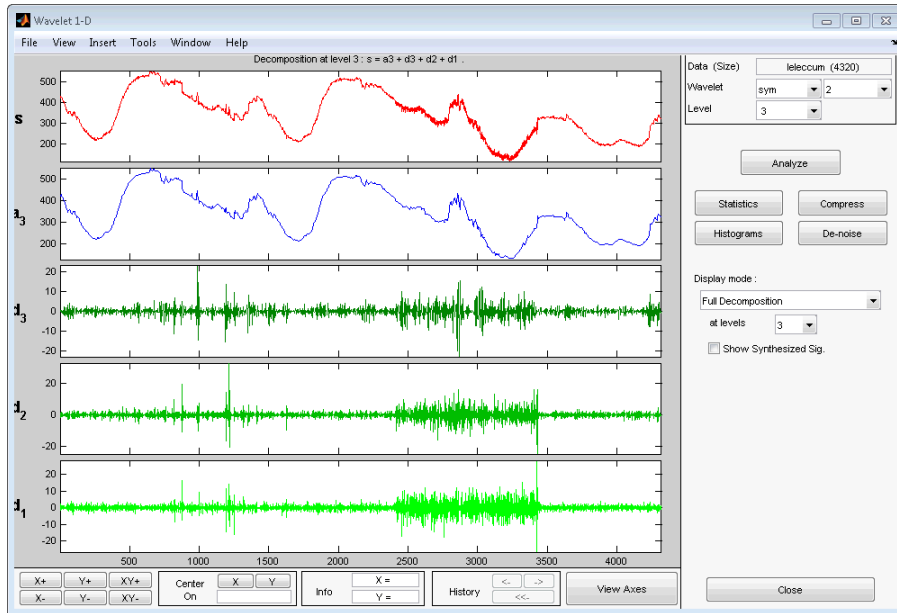 Wavelet 1-D
File View Insert Tools Window Help
Decomposition at level 3 : s = a3 + d3 + d2 + d1 .
s
500
400
300
200
a3
500
400
300
200
d3
20
10
0
-10
-20
d2
20
0
-20
d1
20
10
0
-10
-20
500 1000 1500 2000 2500 3000 3500 4000
Data (Size) leleccum (4320)
Wavelet sym 2
Level 3
Analyze
Statistics Compress
Histograms De-noise
Display mode :
Full Decomposition
at levels 3
Show Synthesized Sig.
X+ Y+ XY+
X- Y- XY-
Center On X Y
Info X =
Y =
History <- ->
<<-
View Axes
Close